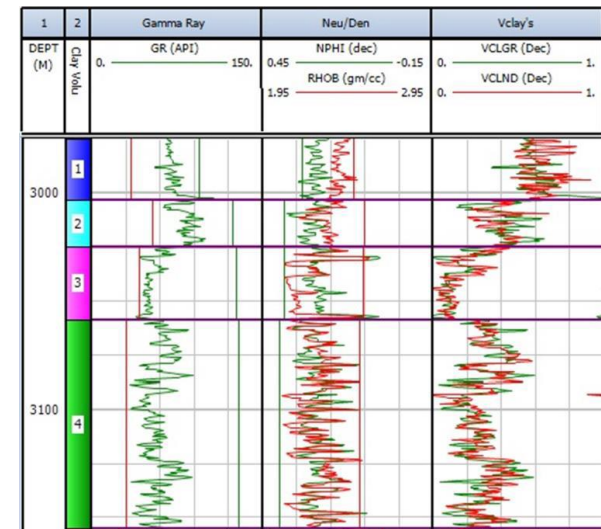 1 2 Gamma Ray Neu/Den Vclay's
DEPT
(M)
Clay Volu
GR (API)
0. 150.
NPHI (dec)
0.45 -0.15
RHOB (gm/cc)
1.95 2.95
VCLGR (Dec)
0. 1.
VCLND (Dec)
0. 1.
1
3000
2
3
3100
4